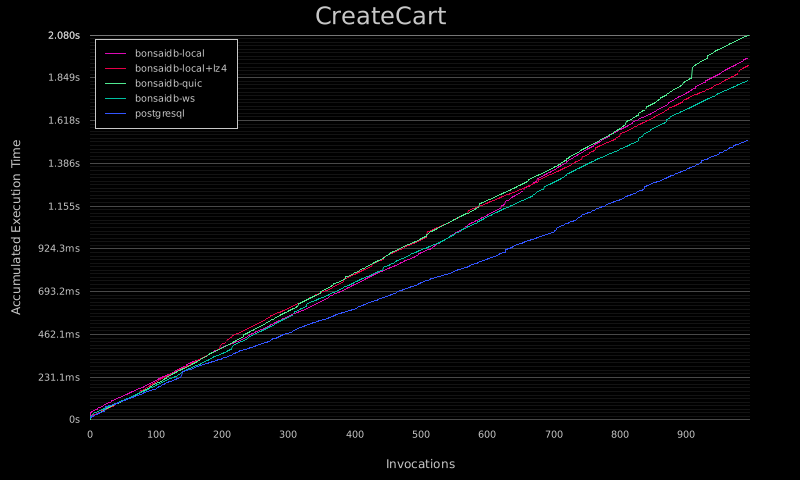 CreateCart
2.080s
1.849s
1.618s
1.386s
1.155s
924.3ms
693.2ms
462.1ms
231.1ms
0s
Accumulated Execution Time
bonsaidb-local
bonsaidb-local+lz4
bonsaidb-quic
bonsaidb-ws
postgresql
0 100 200 300 400 500 600 700 800 900
Invocations